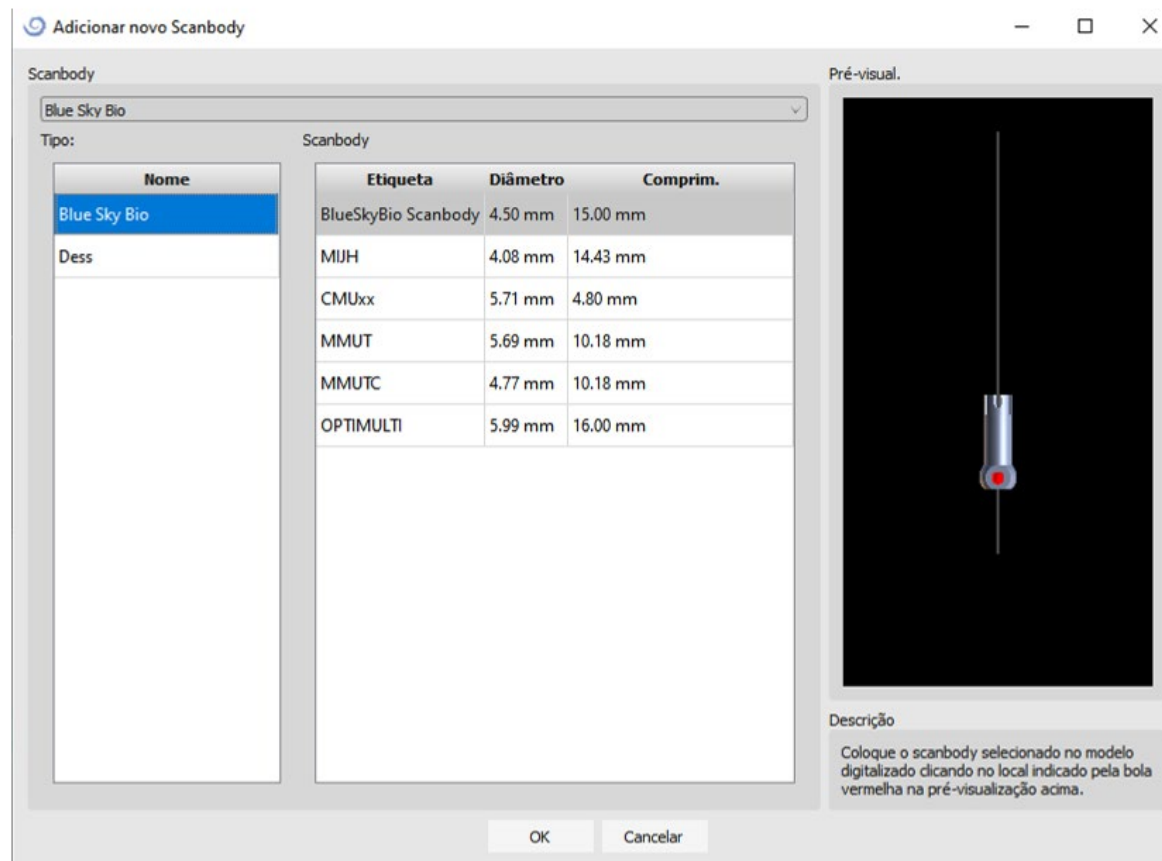 Adicionar novo Scanbody
Scanbody
Pré-visual.
Blue Sky Bio
Tipo:
Scanbody
Nome
Etiqueta Diâmetro Comprim.
Blue Sky Bio
BlueSkyBio Scanbody 4.50 mm 15.00 mm
Dess
MIJH 4.08 mm 14.43 mm
CMUxx 5.71 mm 4.80 mm
MMUT 5.69 mm 10.18 mm
MMUTC 4.77 mm 10.18 mm
OPTIMULTI 5.99 mm 16.00 mm
Descrição
Coloque o scanbody selecionado no modelo
digitalizado clicando no local indicado pela bola
vermelha na pré-visualização acima.
OK
Cancelar